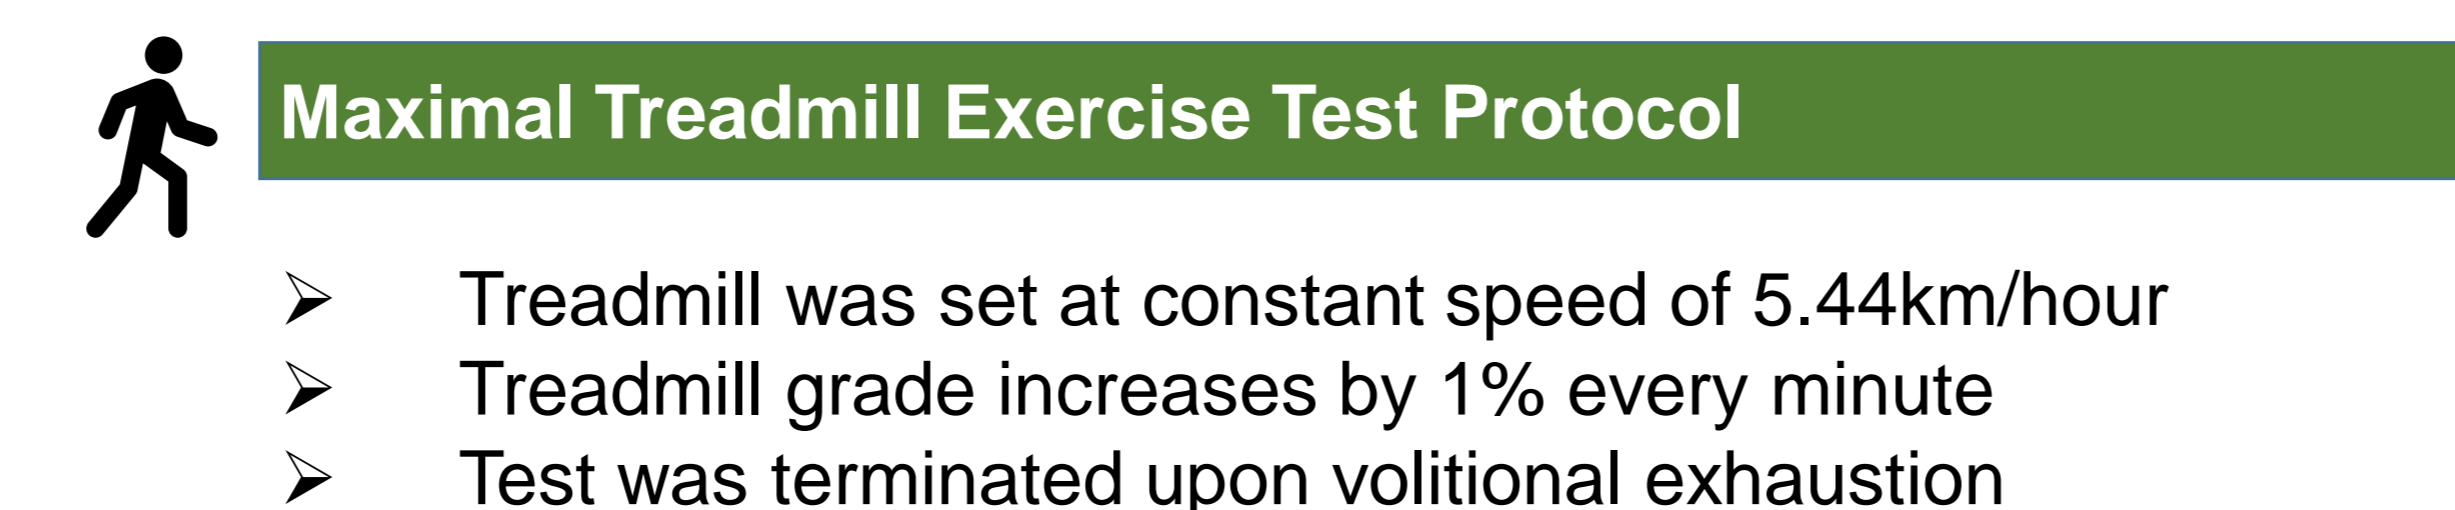 Maximal Treadmill Exercise Test Protocol
➢ Treadmill was set at constant speed of 5.44km/hour
➢ Treadmill grade increases by 1% every minute
➢ Test was terminated upon volitional exhaustion